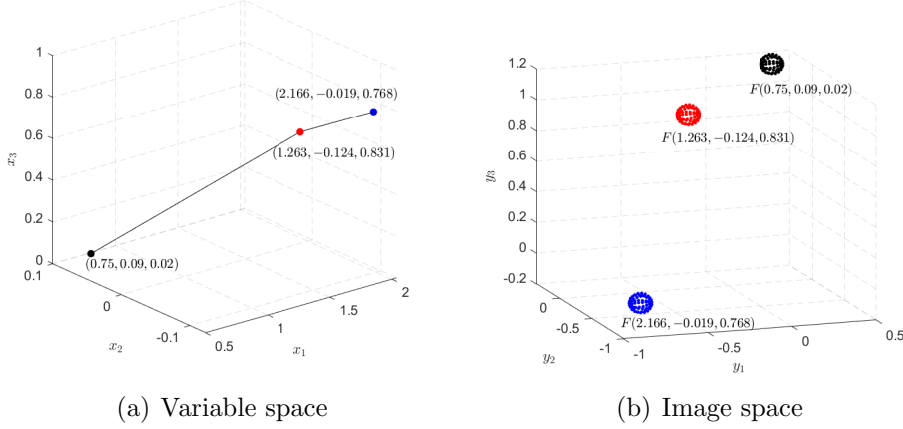 1
0.8
0.6
0.4
0.2
0
0.1
0
-0.1
0.5
1
1.5
2
x₃
x₂
x₁
(2.166, −0.019, 0.768)
(1.263, −0.124, 0.831)
(0.75, 0.09, 0.02)
(a) Variable space
1.2
1
0.8
0.6
0.4
0.2
0
-0.2
0
-0.5
-1
-1
-0.5
0
0.5
y₃
y₂
y₁
F(0.75, 0.09, 0.02)
F(1.263, −0.124, 0.831)
F(2.166, −0.019, 0.768)
(b) Image space